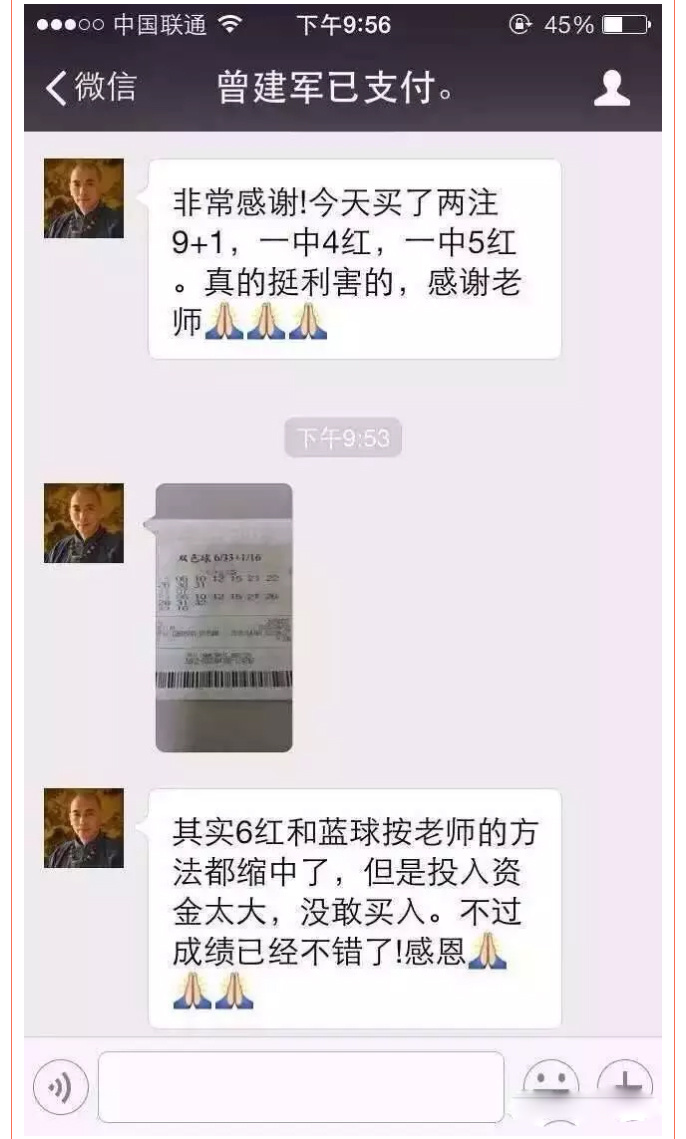 中国联通 下午9:56 45%
微信 曾建军已支付。
非常感谢!今天买了两注
9+1，一中4红，一中5红
。真的挺利害的，感谢老
师🙏🙏🙏
下午9:53
双色球 6/33+1/16
其实6红和蓝球按老师的方
法都缩中了，但是投入资
金太大，没敢买入。不过
成绩已经不错了!感恩🙏
🙏🙏